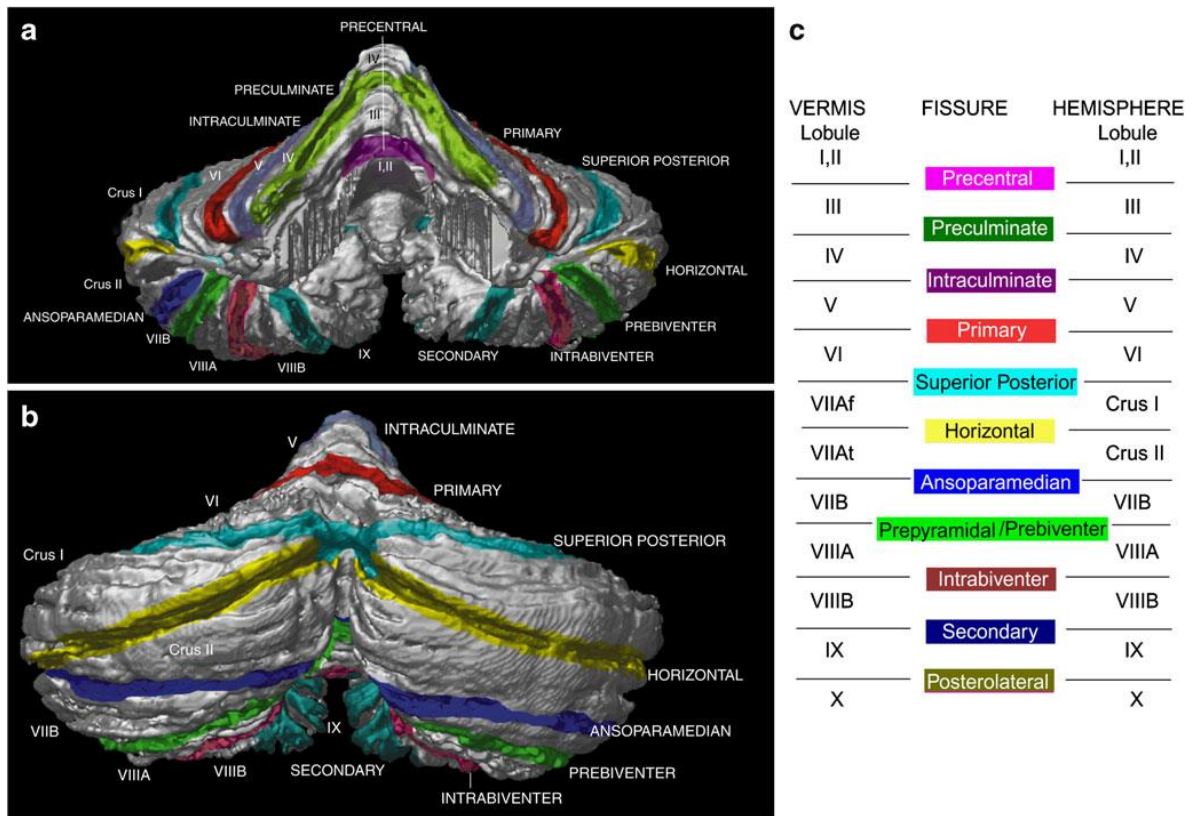 a
PRECENTRAL
IV
PRECULMINATE
III
INTRACULMINATE
PRIMARY
I,II
SUPERIOR POSTERIOR
IV
V
VI
Crus I
HORIZONTAL
Crus II
ANSOPARAMEDIAN
PREBITENTER
VIIB
VIIIA
VIIIB
IX
SECONDARY
INTRABIVENTER
b
V
INTRACULMINATE
PRIMARY
VI
SUPERIOR POSTERIOR
Crus I
Crus II
HORIZONTAL
IX
ANSOPARAMEDIAN
VIIB
VIIIA
VIIIB
SECONDARY
PREBIVENTER
INTRABIVENTER
c
VERMIS FISSURE HEMISPHERE
Lobule Lobule
I,II I,II
Precentral
III III
Preculminate
IV IV
Intraculminate
V V
Primary
VI VI
Superior Posterior
VIIAf Crus I
Horizontal
VIIAt Crus II
Ansoparamedian
VIIB VIIB
Prepyramidal/Prebiventer
VIIIA VIIIA
Intrabiventer
VIIIB VIIIB
Secondary
IX IX
Posterolateral
X X